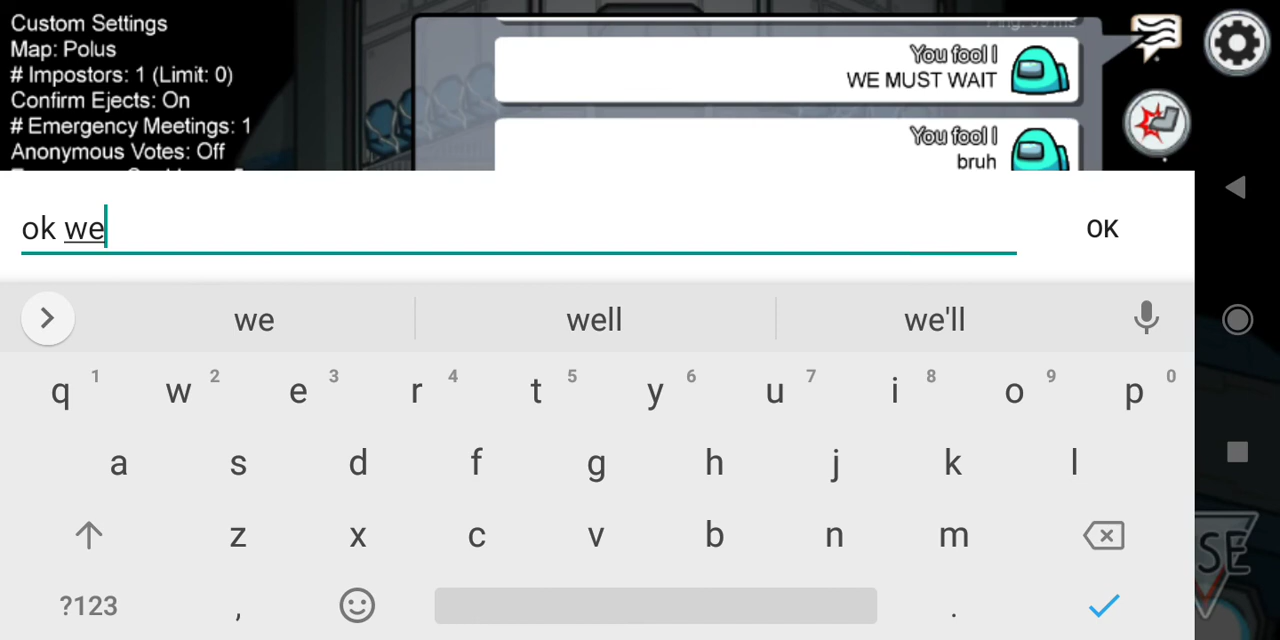 Custom Settings
Map: Polus
# Impostors: 1 (Limit: 0)
Confirm Ejects: On
# Emergency Meetings: 1
Anonymous Votes: Off
You fool I
WE MUST WAIT
You fool I
bruh
ok we
OK
we well we'll
q 1 w 2 e 3 r 4 t 5 y 6 u 7 i 8 o 9 p 0
a s d f g h j k l
z x c v b n m
?123 , .
SE